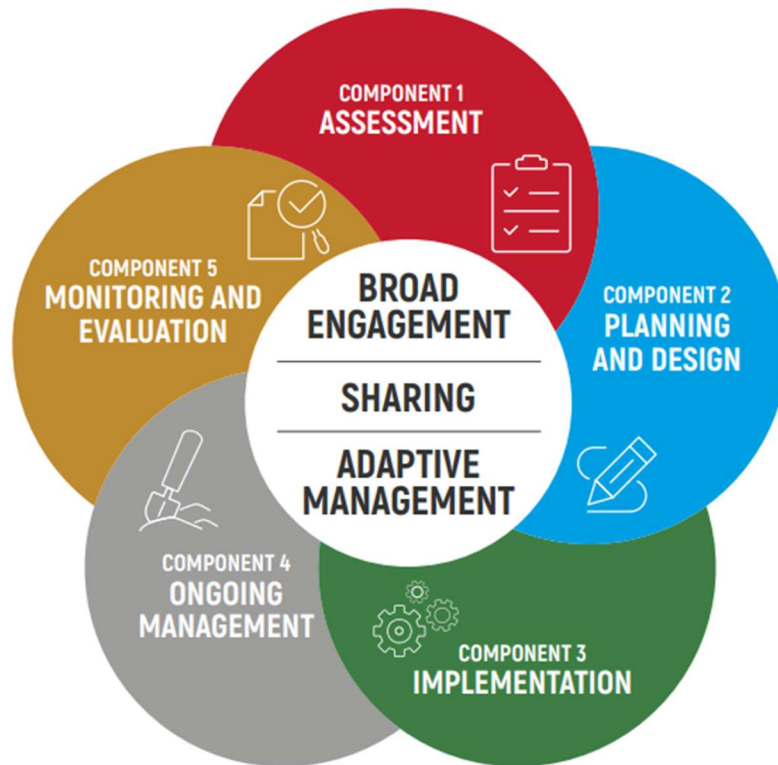 COMPONENT 1
ASSESSMENT
COMPONENT 2
PLANNING
AND DESIGN
COMPONENT 3
IMPLEMENTATION
COMPONENT 4
ONGOING
MANAGEMENT
COMPONENT 5
MONITORING AND
EVALUATION
BROAD
ENGAGEMENT
SHARING
ADAPTIVE
MANAGEMENT